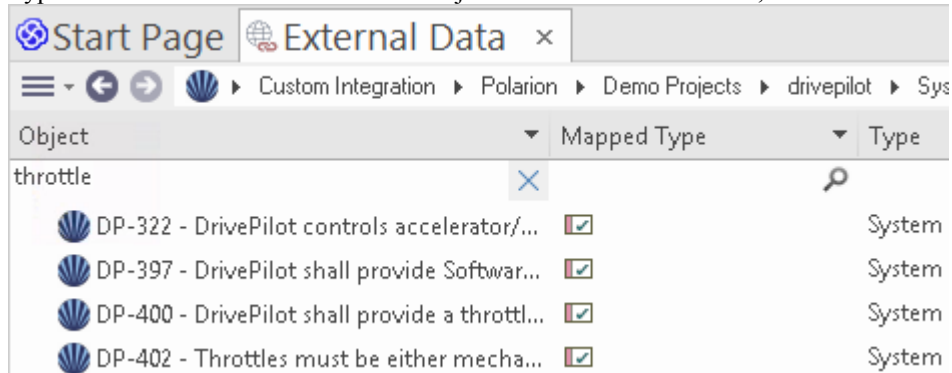 Start Page External Data ×
Custom Integration Polarion Demo Projects drivepilot Sys
Object Mapped Type Type
throttle
DP-322 - DrivePilot controls accelerator/... System
DP-397 - DrivePilot shall provide Softwar... System
DP-400 - DrivePilot shall provide a throttl... System
DP-402 - Throttles must be either mecha... System